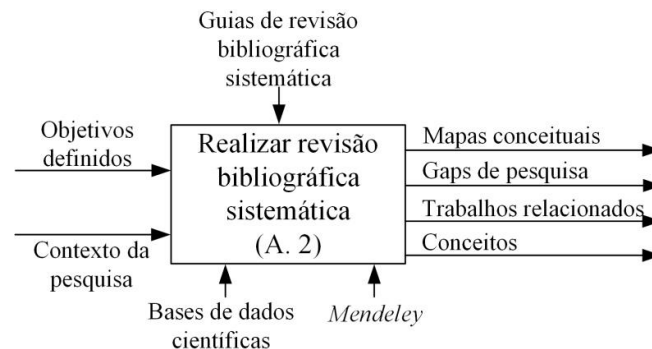 Guias de revisão
bibliográfica
sistemática
Objetivos
definidos
Contexto da
pesquisa
Realizar revisão
bibliográfica
sistemática
(A. 2)
Mapas conceituais
Gaps de pesquisa
Trabalhos relacionados
Conceitos
Bases de dados
científicas
Mendeley